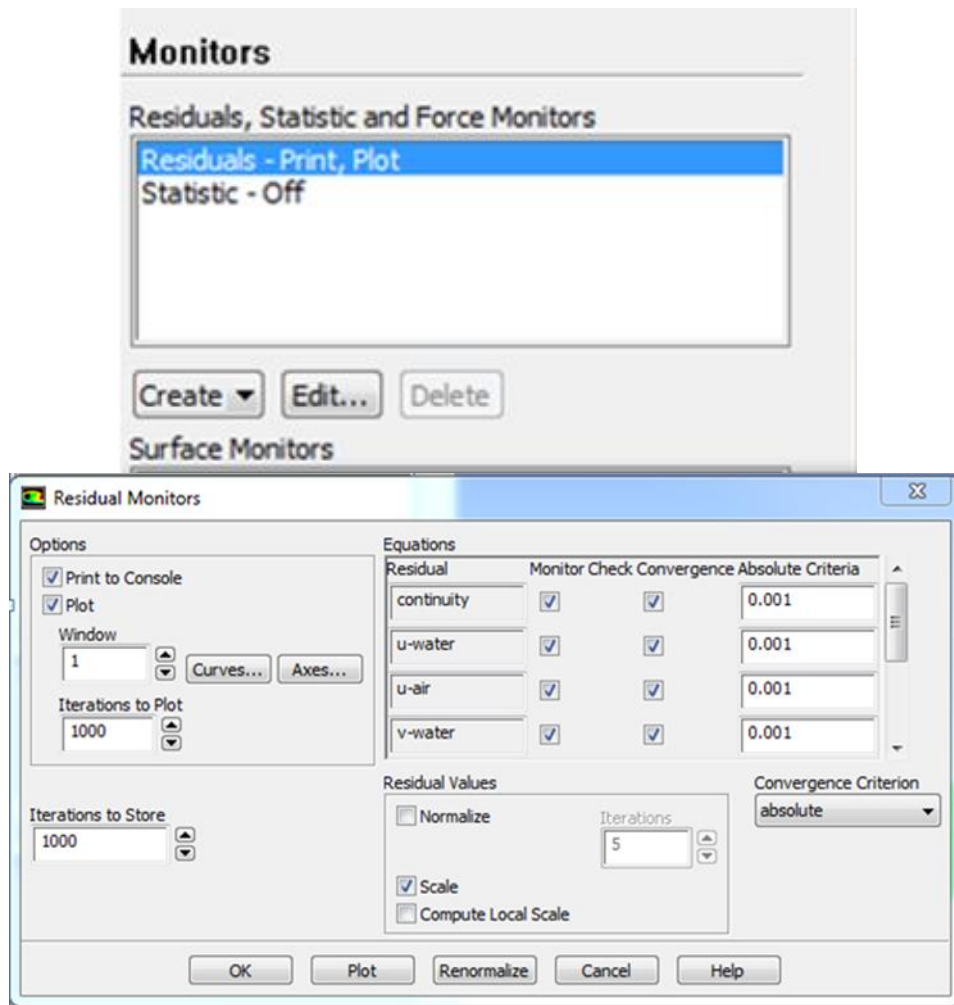 Monitors
Residuals, Statistic and Force Monitors
Residuals - Print, Plot
Statistic - Off
Create Edit... Delete
Surface Monitors
Residual Monitors
Options
Print to Console
Plot
Window
1
Curves... Axes...
Iterations to Plot
1000
Iterations to Store
1000
Equations
Residual Monitor Check Convergence Absolute Criteria
continuity 0.001
u-water 0.001
u-air 0.001
v-water 0.001
Residual Values
Normalize
Iterations
5
Scale
Compute Local Scale
Convergence Criterion
absolute
OK Plot Renormalize Cancel Help